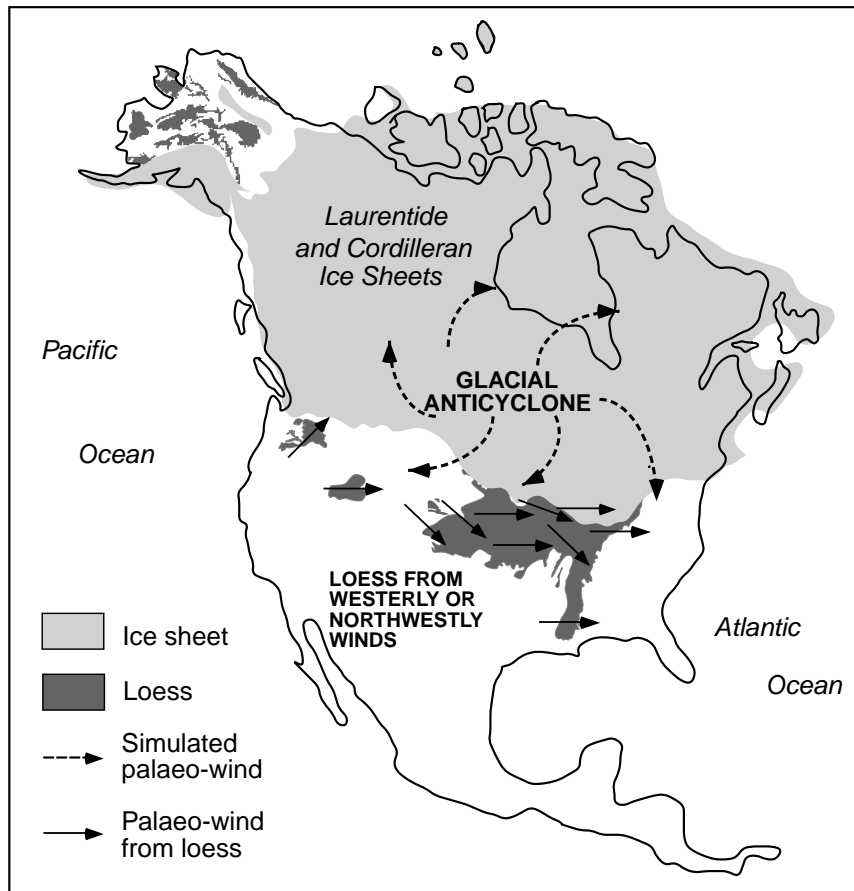 Laurentide
and Cordilleran
Ice Sheets
Pacific
Ocean
GLACIAL
ANTICYCLONE
LOESS FROM
WESTERLY OR
NORTHWESTLY
WINDS
Atlantic
Ocean
Ice sheet
Loess
Simulated
palaeo-wind
Palaeo-wind
from loess